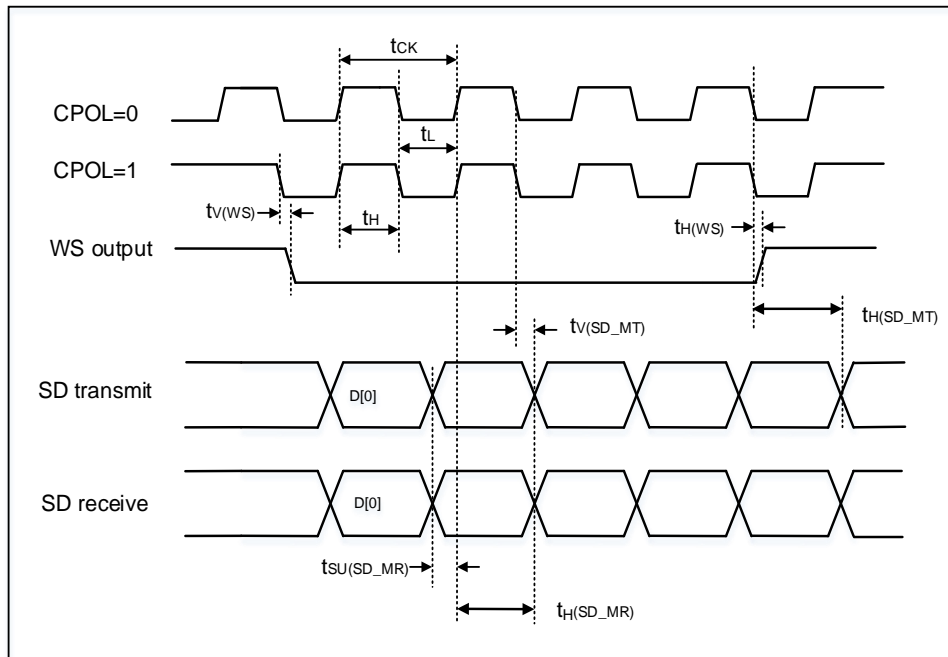 tCK
CPOL=0
tL
CPOL=1
tV(WS)
tH
tH(WS)
WS output
tV(SD_MT)
tH(SD_MT)
SD transmit
D[0]
SD receive
D[0]
tSU(SD_MR)
tH(SD_MR)